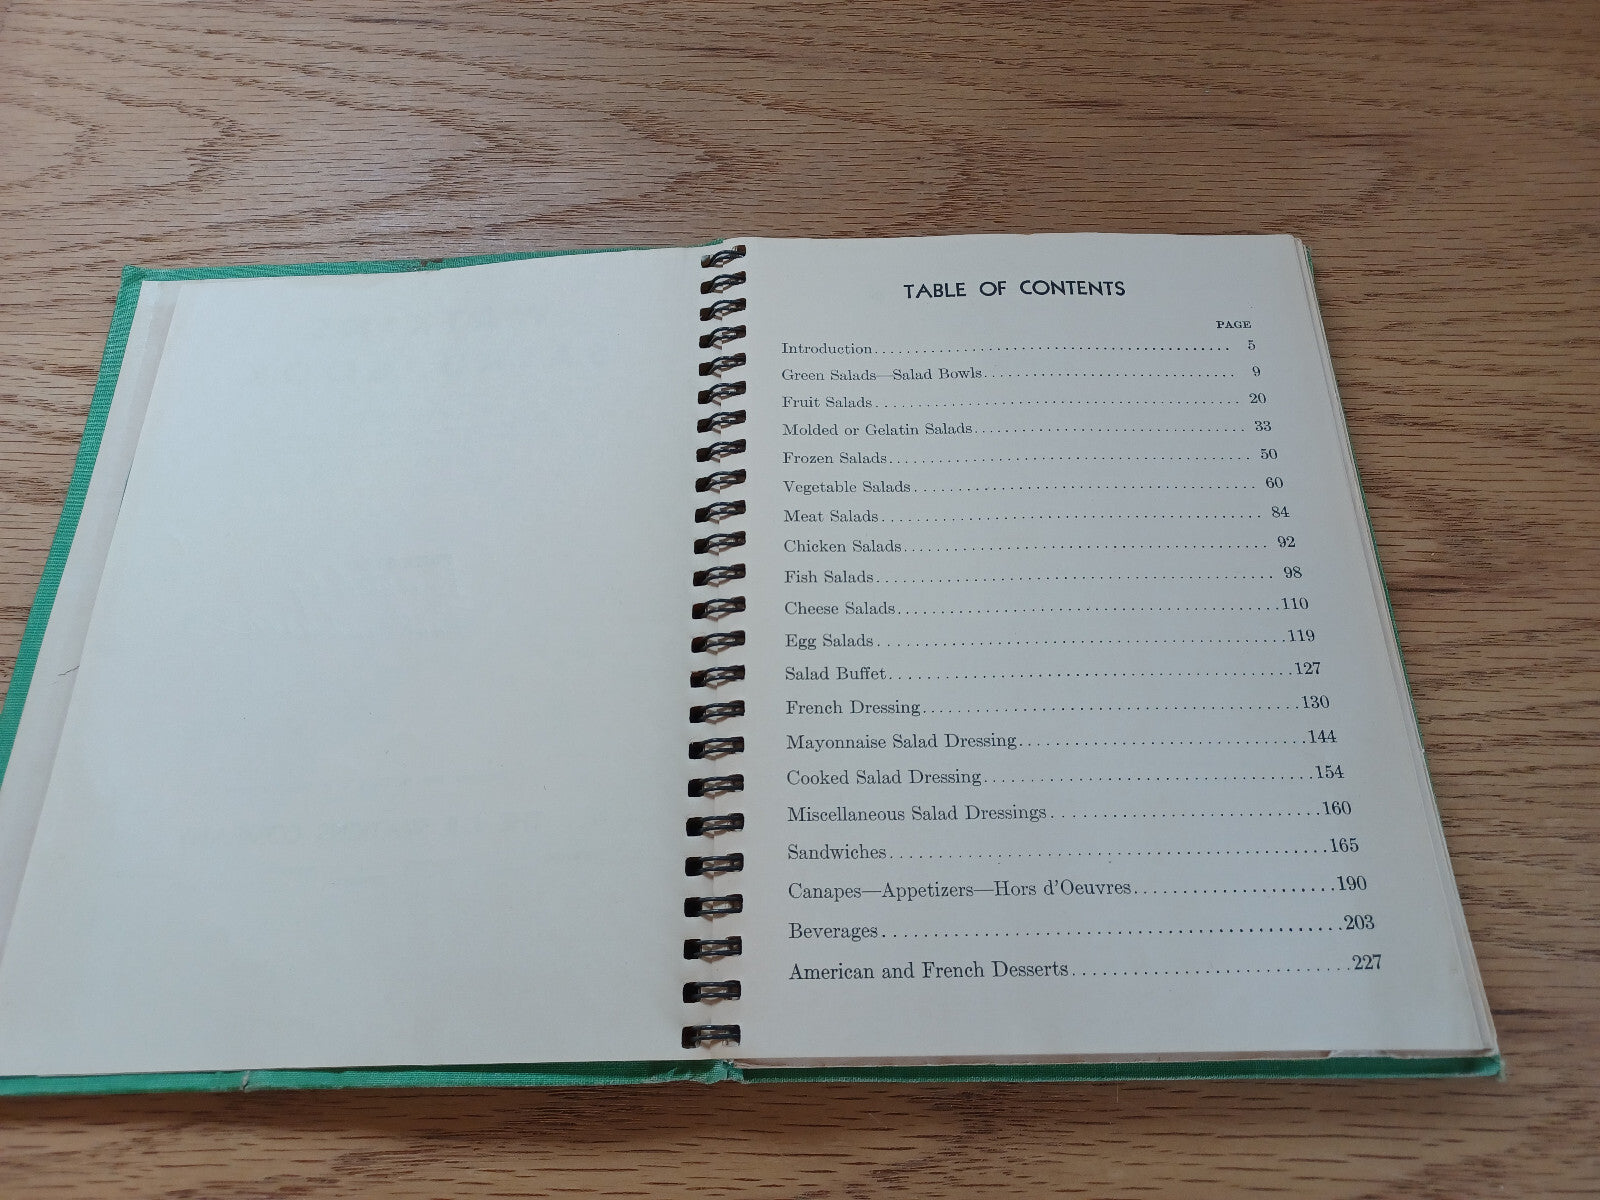 TABLE OF CONTENTS
PAGE
Introduction 5
Green Salads—Salad Bowls 9
Fruit Salads 20
Molded or Gelatin Salads 33
Frozen Salads 50
Vegetable Salads 60
Meat Salads 84
Chicken Salads 92
Fish Salads 98
Cheese Salads 110
Egg Salads 119
Salad Buffet 127
French Dressing 130
Mayonnaise Salad Dressing 144
Cooked Salad Dressing 154
Miscellaneous Salad Dressings 160
Sandwiches 165
Canapes—Appetizers—Hors d'Oeuvres 190
Beverages 203
American and French Desserts 227